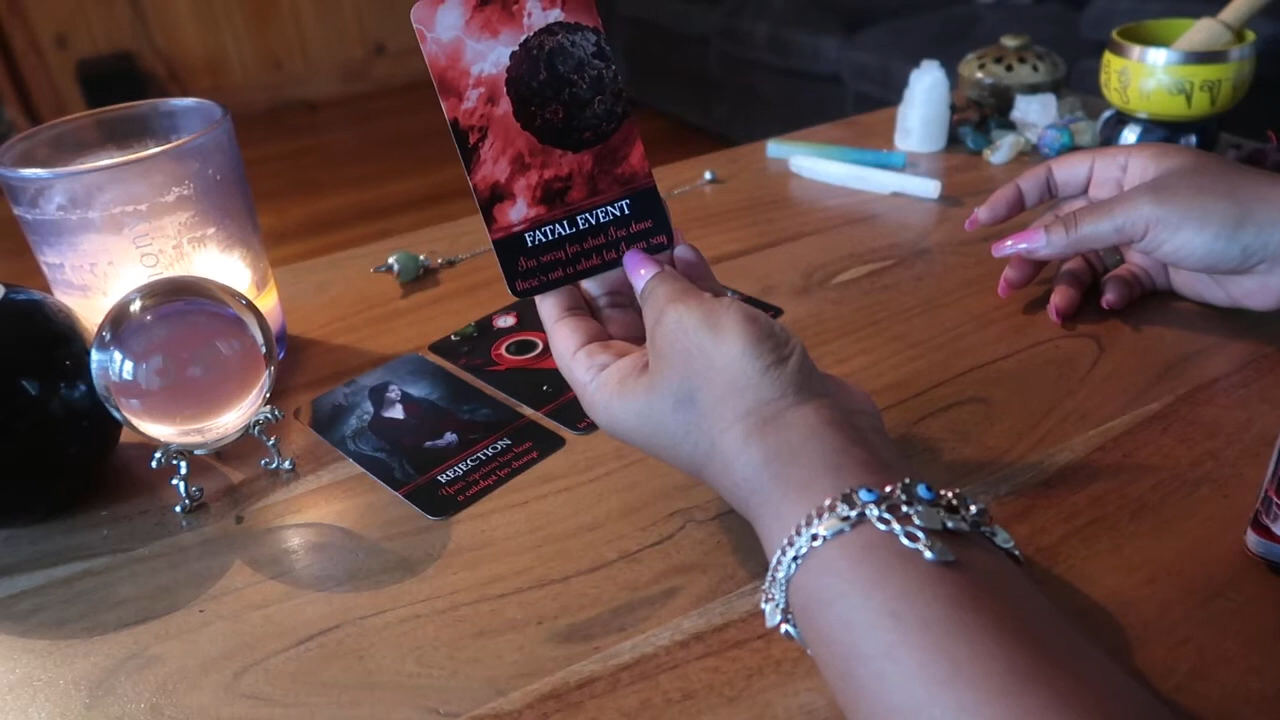 FATAL EVENT
I'm sorry for what I've done
there's not a whole lot I can say
REJECTION
Your rejection has been
a catalyst for change